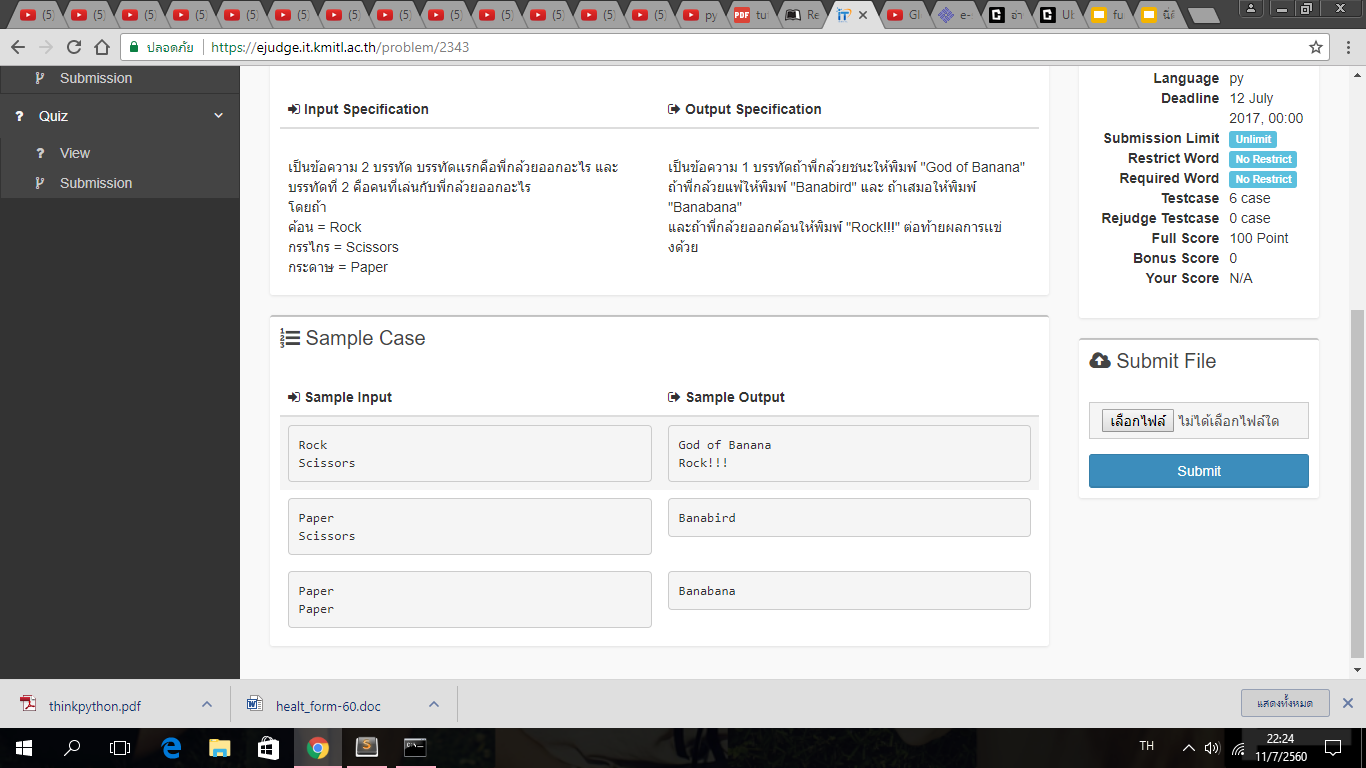 (5)
(5)
(5)
(5)
(5)
(5)
(5)
(5)
(5)
(5)
(5)
(5)
(5)
py
PDF
tu
Re
iT
Gl
e-
อ่า
Ul
fu
นี่
ปลอดภัย
https://ejudge.it.kmitl.ac.th/problem/2343
Submission
Quiz
View
Submission
Input Specification
เป็นข้อความ 2 บรรทัด บรรทัดแรกคือพี่กล้วยออกอะไร และ
บรรทัดที่ 2 คือคนที่เล่นกับพี่กล้วยออกอะไร
โดยถ้า
ค้อน = Rock
กรรไกร = Scissors
กระดาษ = Paper
Output Specification
เป็นข้อความ 1 บรรทัดถ้าพี่กล้วยชนะให้พิมพ์ "God of Banana"
ถ้าพี่กล้วยแพ้ให้พิมพ์ "Banabird" และ ถ้าเสมอให้พิมพ์
"Banabana"
และถ้าพี่กล้วยออกค้อนให้พิมพ์ "Rock!!!" ต่อท้ายผลการแข่
งด้วย
Language py
Deadline 12 July
2017, 00:00
Submission Limit Unlimit
Restrict Word No Restrict
Required Word No Restrict
Testcase 6 case
Rejudge Testcase 0 case
Full Score 100 Point
Bonus Score 0
Your Score N/A
Sample Case
Sample Input
Sample Output
Rock
Scissors
God of Banana
Rock!!!
Paper
Scissors
Banabird
Paper
Paper
Banabana
Submit File
เลือกไฟล์ ไม่ได้เลือกไฟล์ใด
Submit
thinkpython.pdf
healt_form-60.doc
แสดงทั้งหมด
TH
22:24
11/7/2560